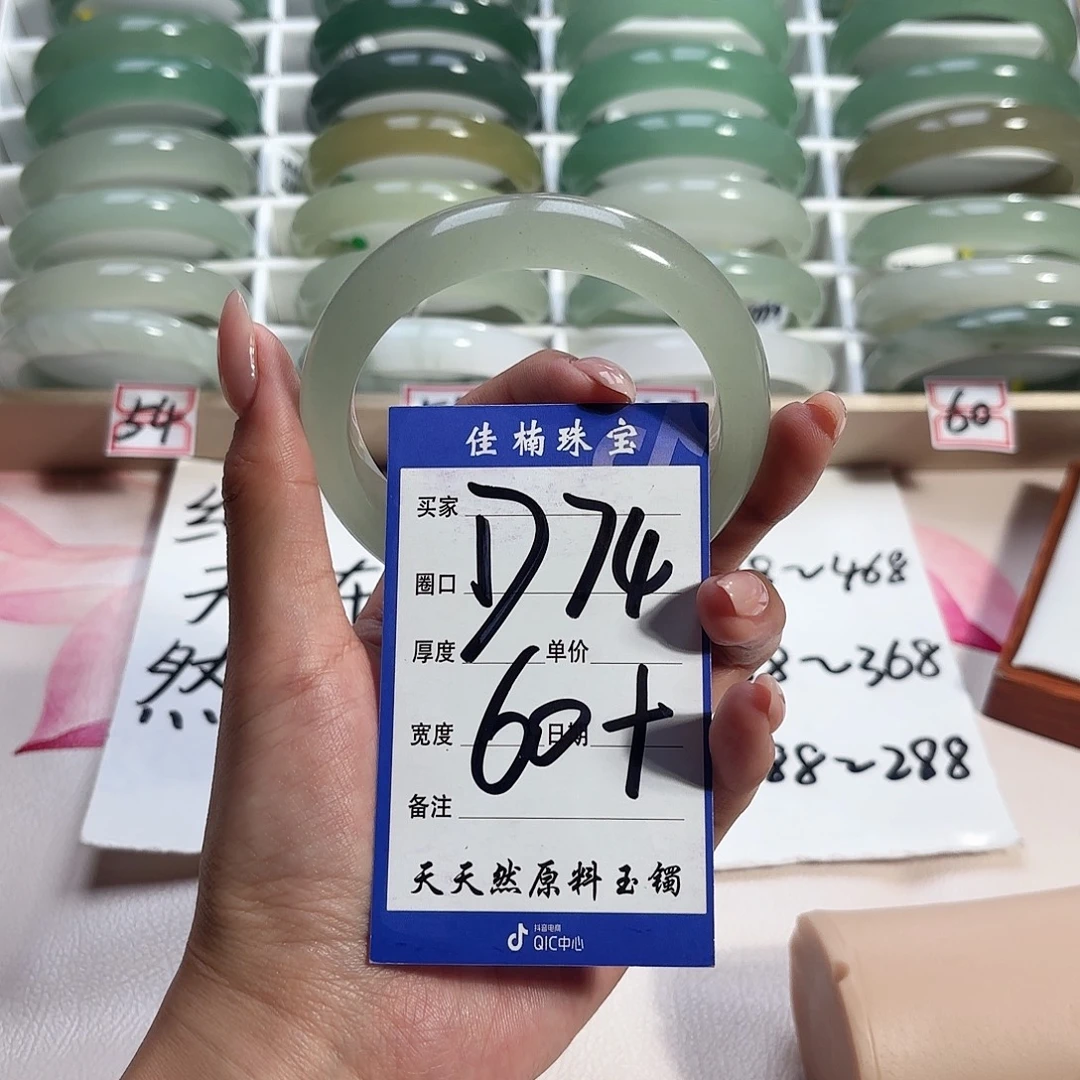 54
60
佳楠珠宝
买家
D74
圈口
厚度 单价
60+
宽度 日期
备注
天天然原料玉镯
抖音电商
QIC中心
然
~468
8~368
88~288